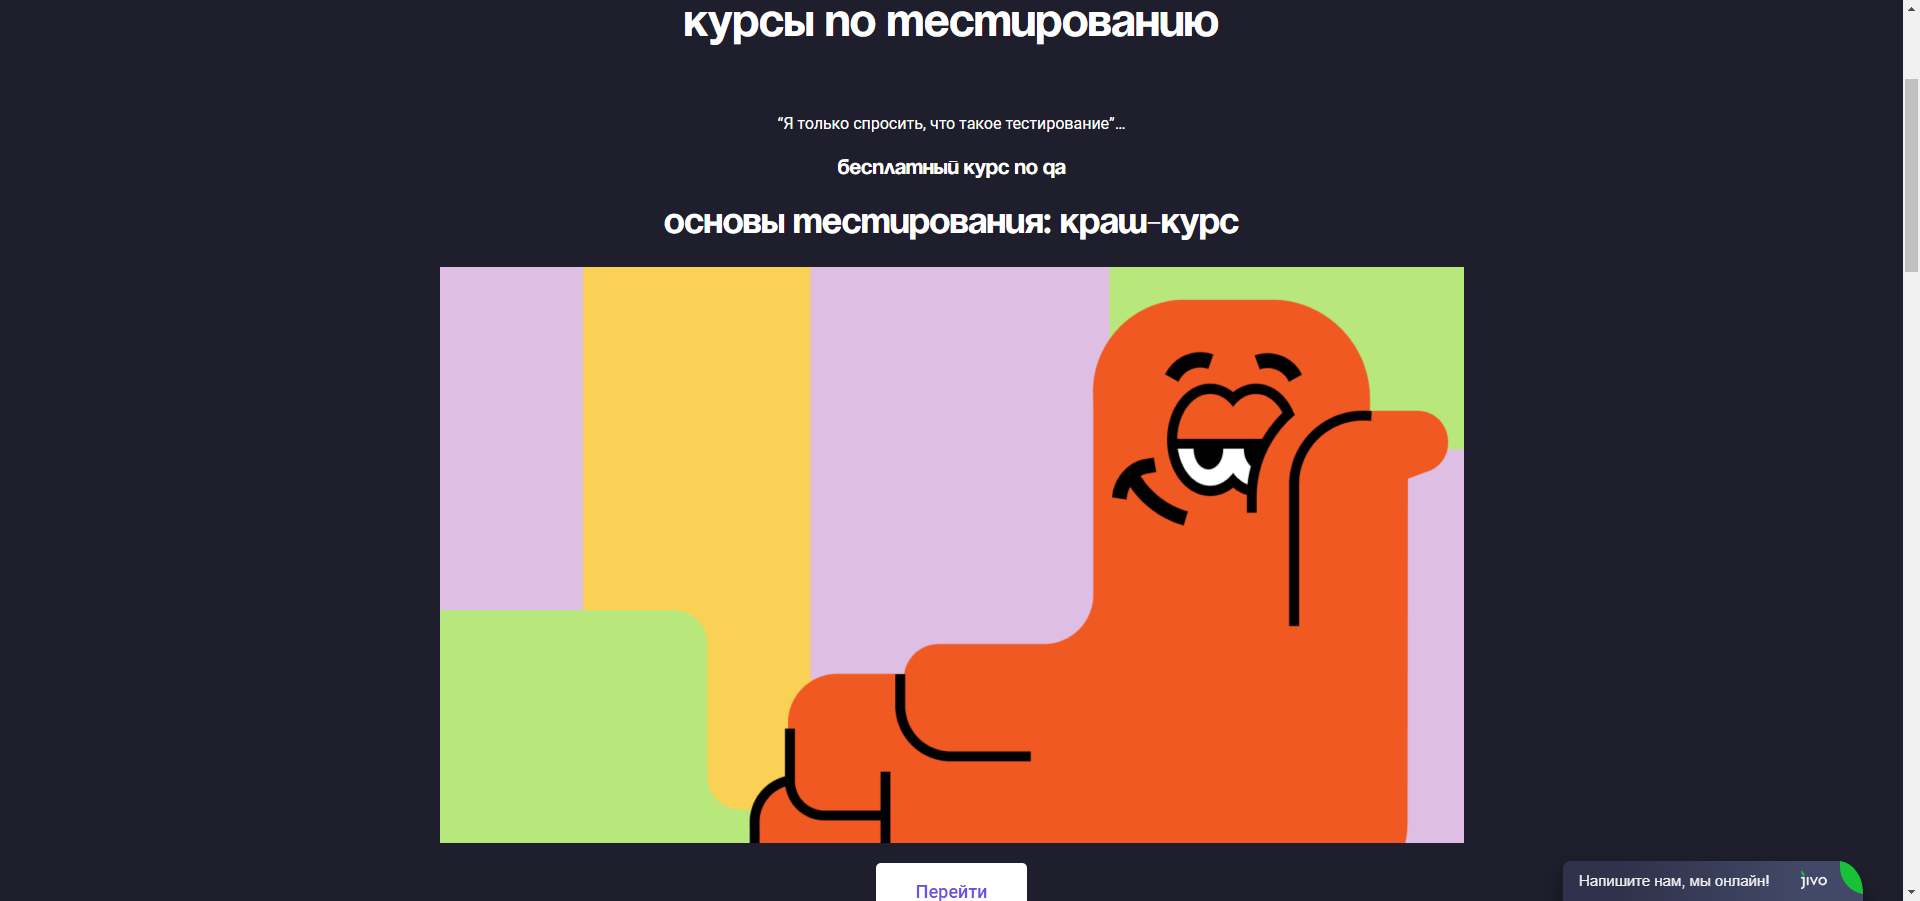 курсы по тестированию
“Я только спросить, что такое тестирование”...
бесплатный курс по qa
основы тестирования: краш-курс
Перейти
Напишите нам, мы онлайн! jivo